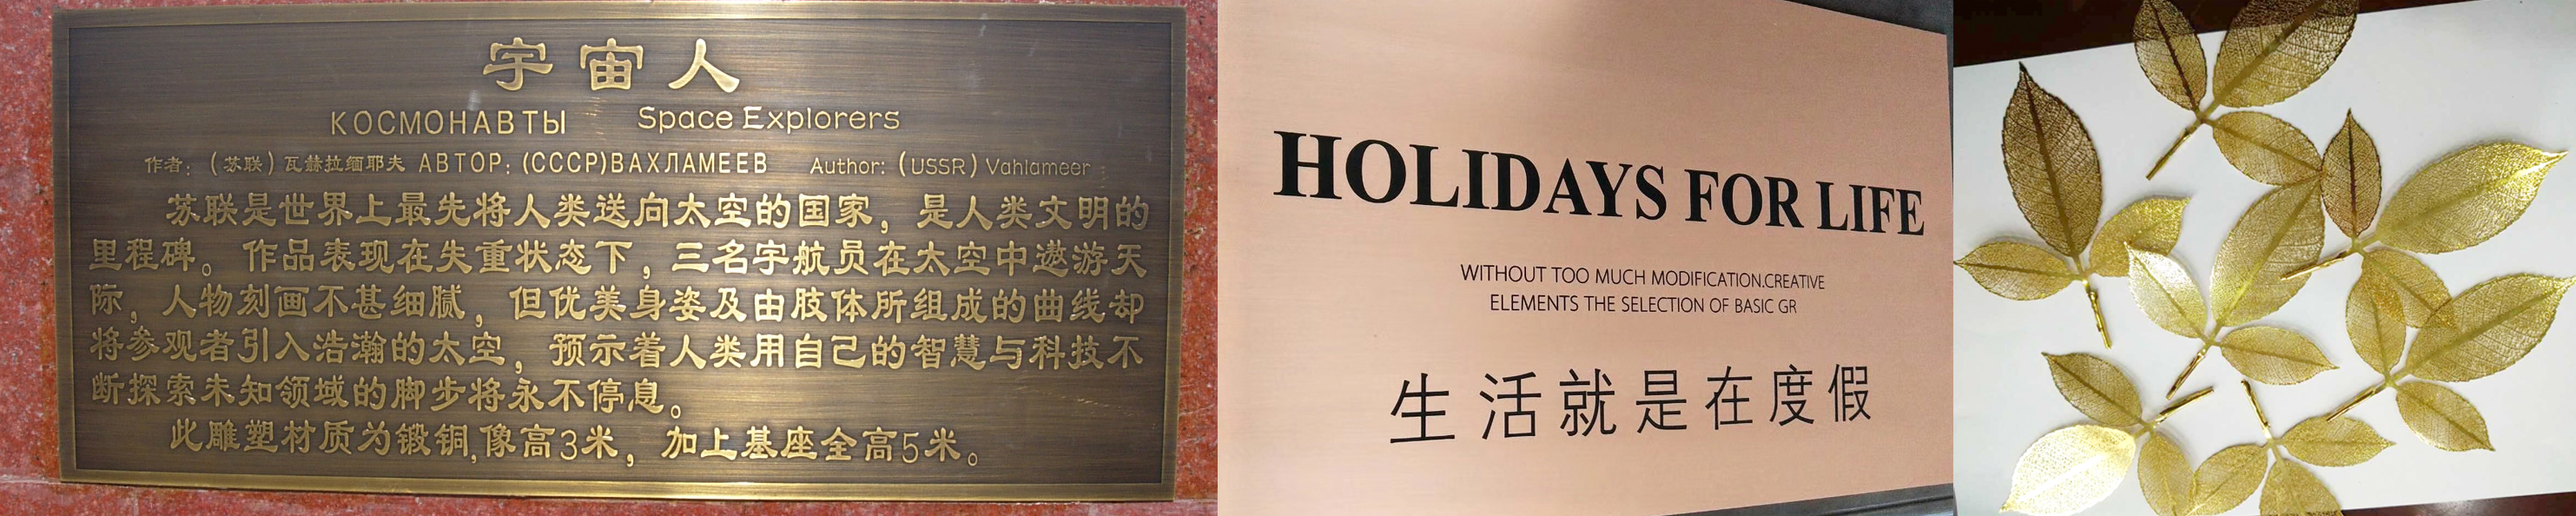 宇宙人
КОСМОНАВТЫ Space Explorers
作者：（苏联）瓦赫拉缅耶夫 АВТОР: (СССР)ВАХЛАМЕЕВ Author: (USSR) Vahlameer
苏联是世界上最先将人类送向太空的国家，是人类文明的
里程碑。作品表现在失重状态下，三名宇航员在太空中遨游天
际，人物刻画不甚细腻，但优美身姿及由肢体所组成的曲线却
将参观者引入浩瀚的太空，预示着人类用自己的智慧与科技不
断探索未知领域的脚步将永不停息。
此雕塑材质为锻铜,像高3米，加上基座全高5米。
HOLIDAYS FOR LIFE
WITHOUT TOO MUCH MODIFICATION.CREATIVE
ELEMENTS THE SELECTION OF BASIC GR
生活就是在度假